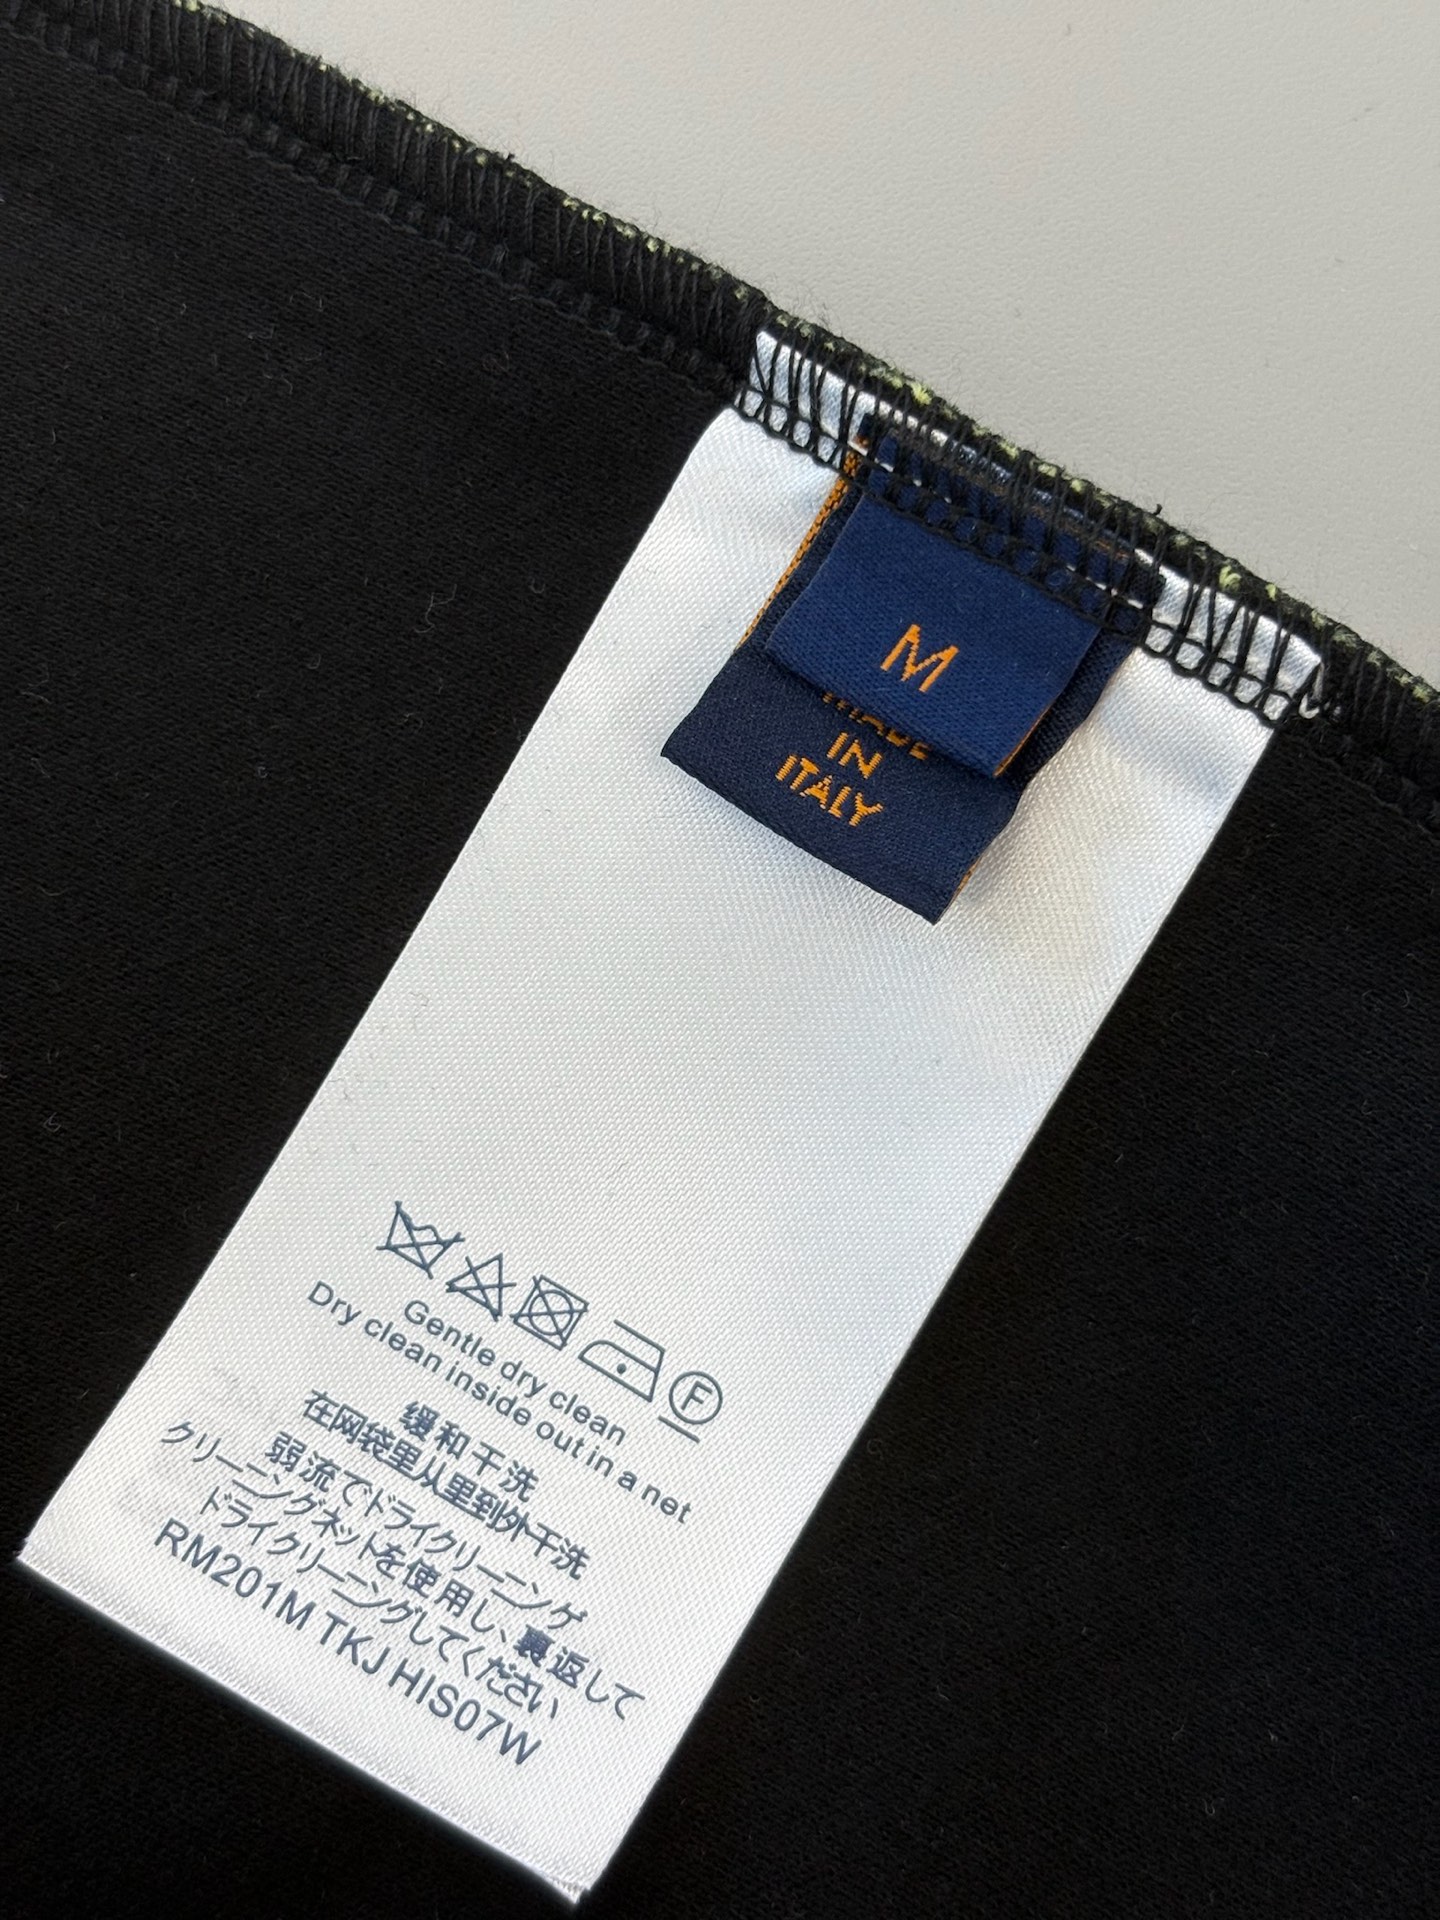 M
MADE
IN
ITALY
F
Gentle dry clean
Dry clean inside out in a net
缓和干洗
在网袋里从里到外干洗
弱流でドライクリーニング
クリーニングネットを使用し、裏返して
ドライクリーニングしてください
RM201M TKJ HIS07W